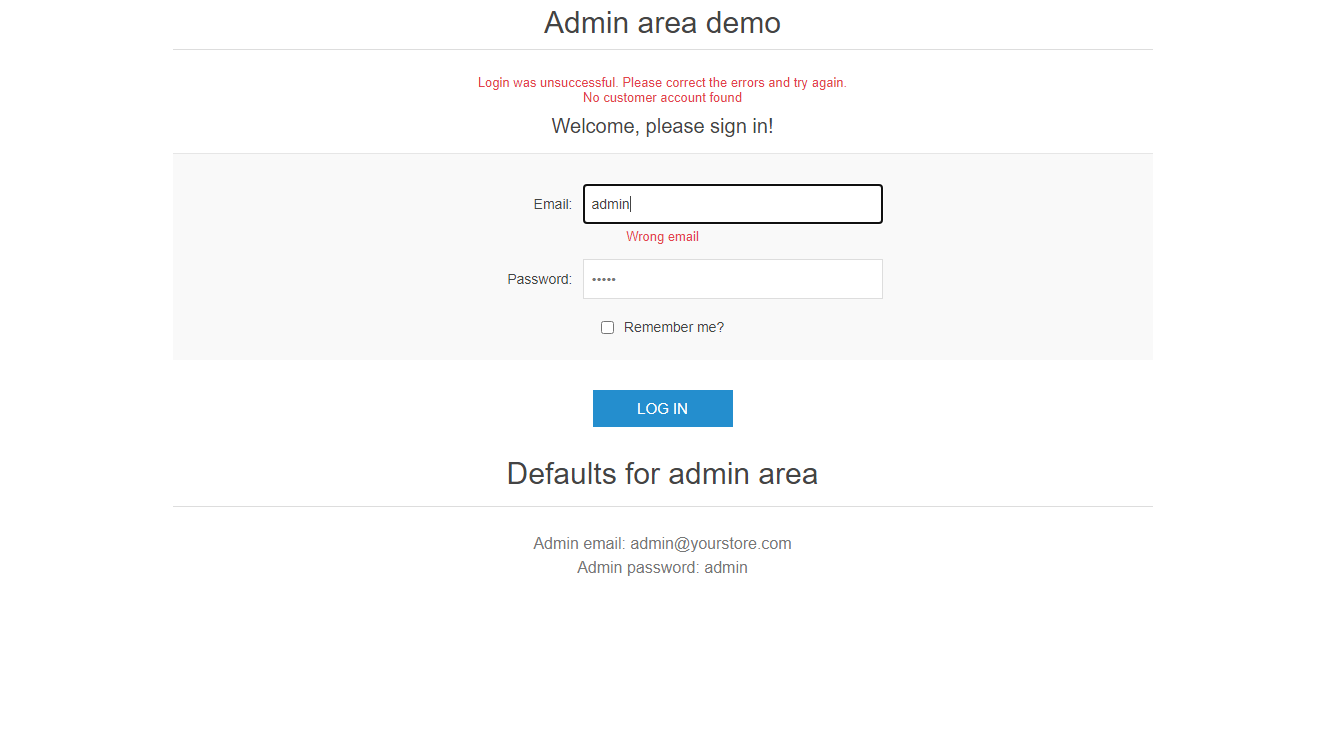 Admin area demo
Login was unsuccessful. Please correct the errors and try again.
No customer account found
Welcome, please sign in!
Email: admin
Wrong email
Password: •••••
Remember me?
LOG IN
Defaults for admin area
Admin email: admin@yourstore.com
Admin password: admin